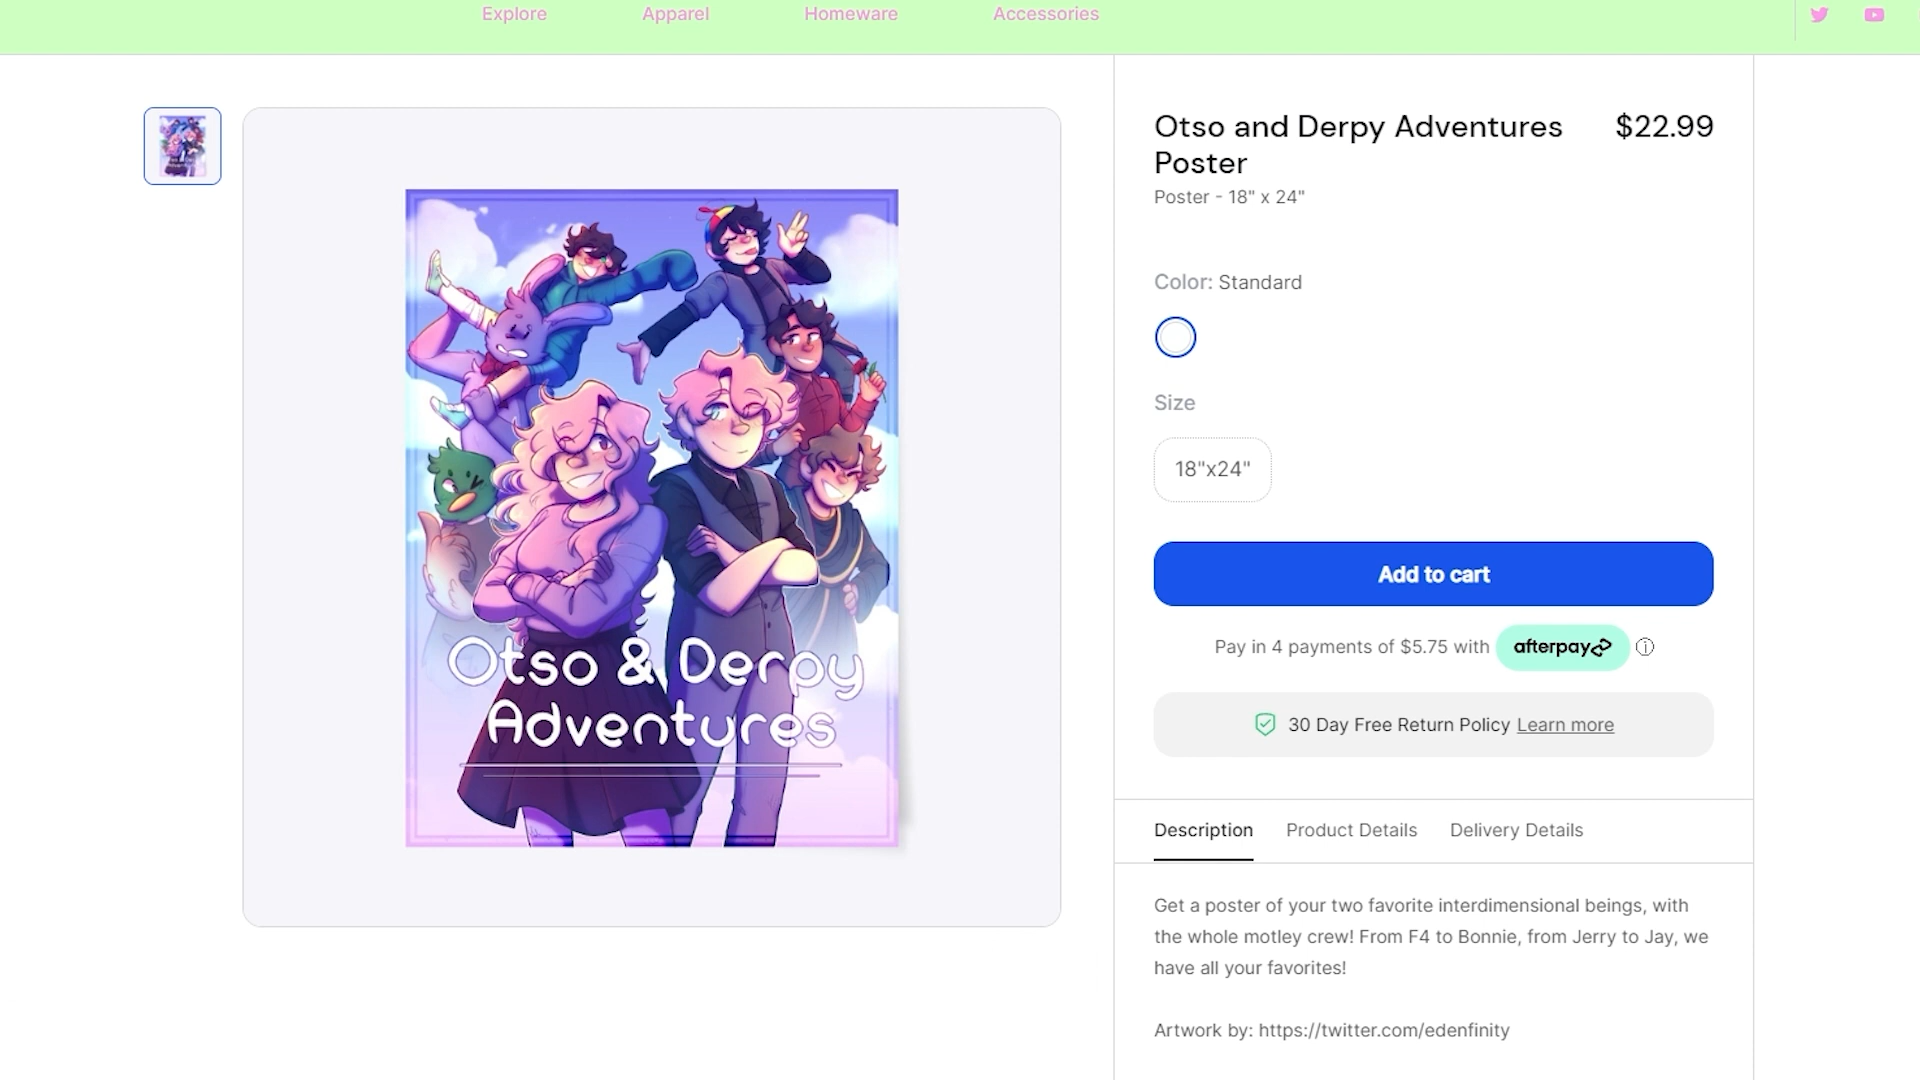 Explore
Apparel
Homeware
Accessories
Otso & Derpy
Adventures
Otso and Derpy Adventures
Poster
$22.99
Poster - 18" x 24"
Color: Standard
Size
18"x24"
Add to cart
Pay in 4 payments of $5.75 with afterpay
30 Day Free Return Policy Learn more
Description
Product Details
Delivery Details
Get a poster of your two favorite interdimensional beings, with
the whole motley crew! From F4 to Bonnie, from Jerry to Jay, we
have all your favorites!
Artwork by: https://twitter.com/edenfinity